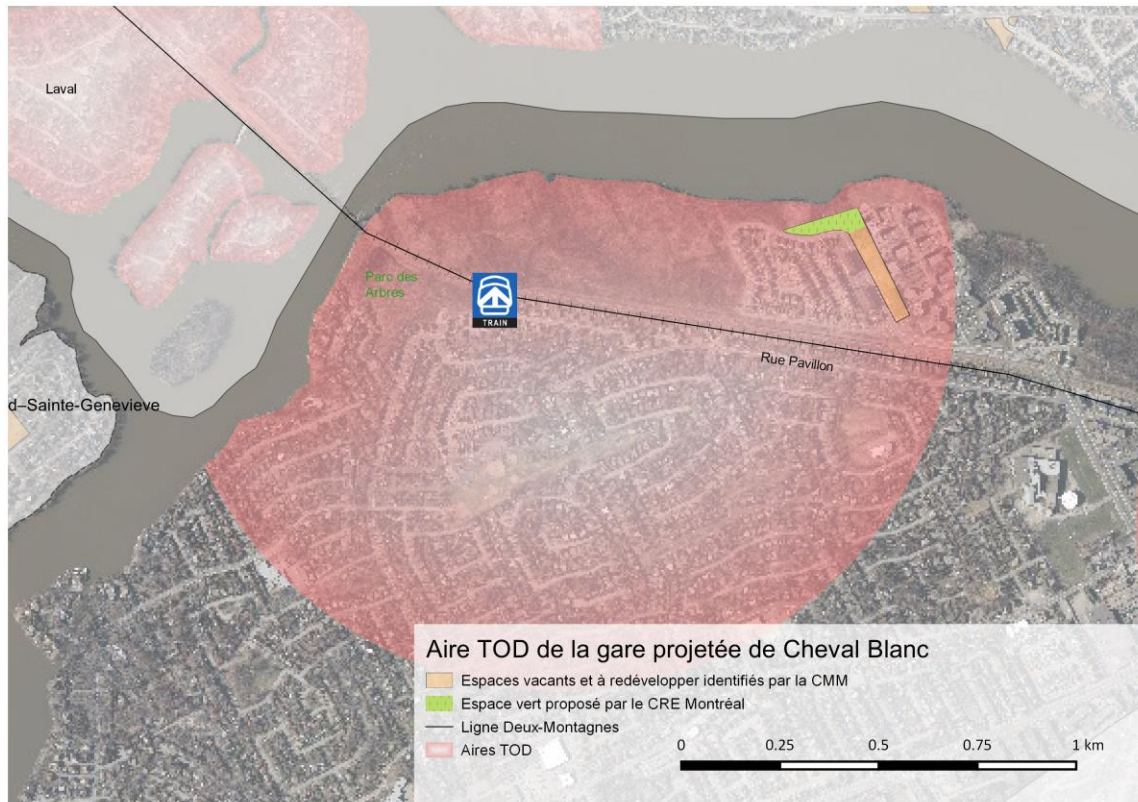 Laval
Parc des
Arbres
TRAIN
Rue Pavillon
d–Sainte-Genevieve
Aire TOD de la gare projetée de Cheval Blanc
Espaces vacants et à redévelopper identifiés par la CMM
Espace vert proposé par le CRE Montréal
Ligne Deux-Montagnes
Aires TOD
0 0.25 0.5 0.75 1 km